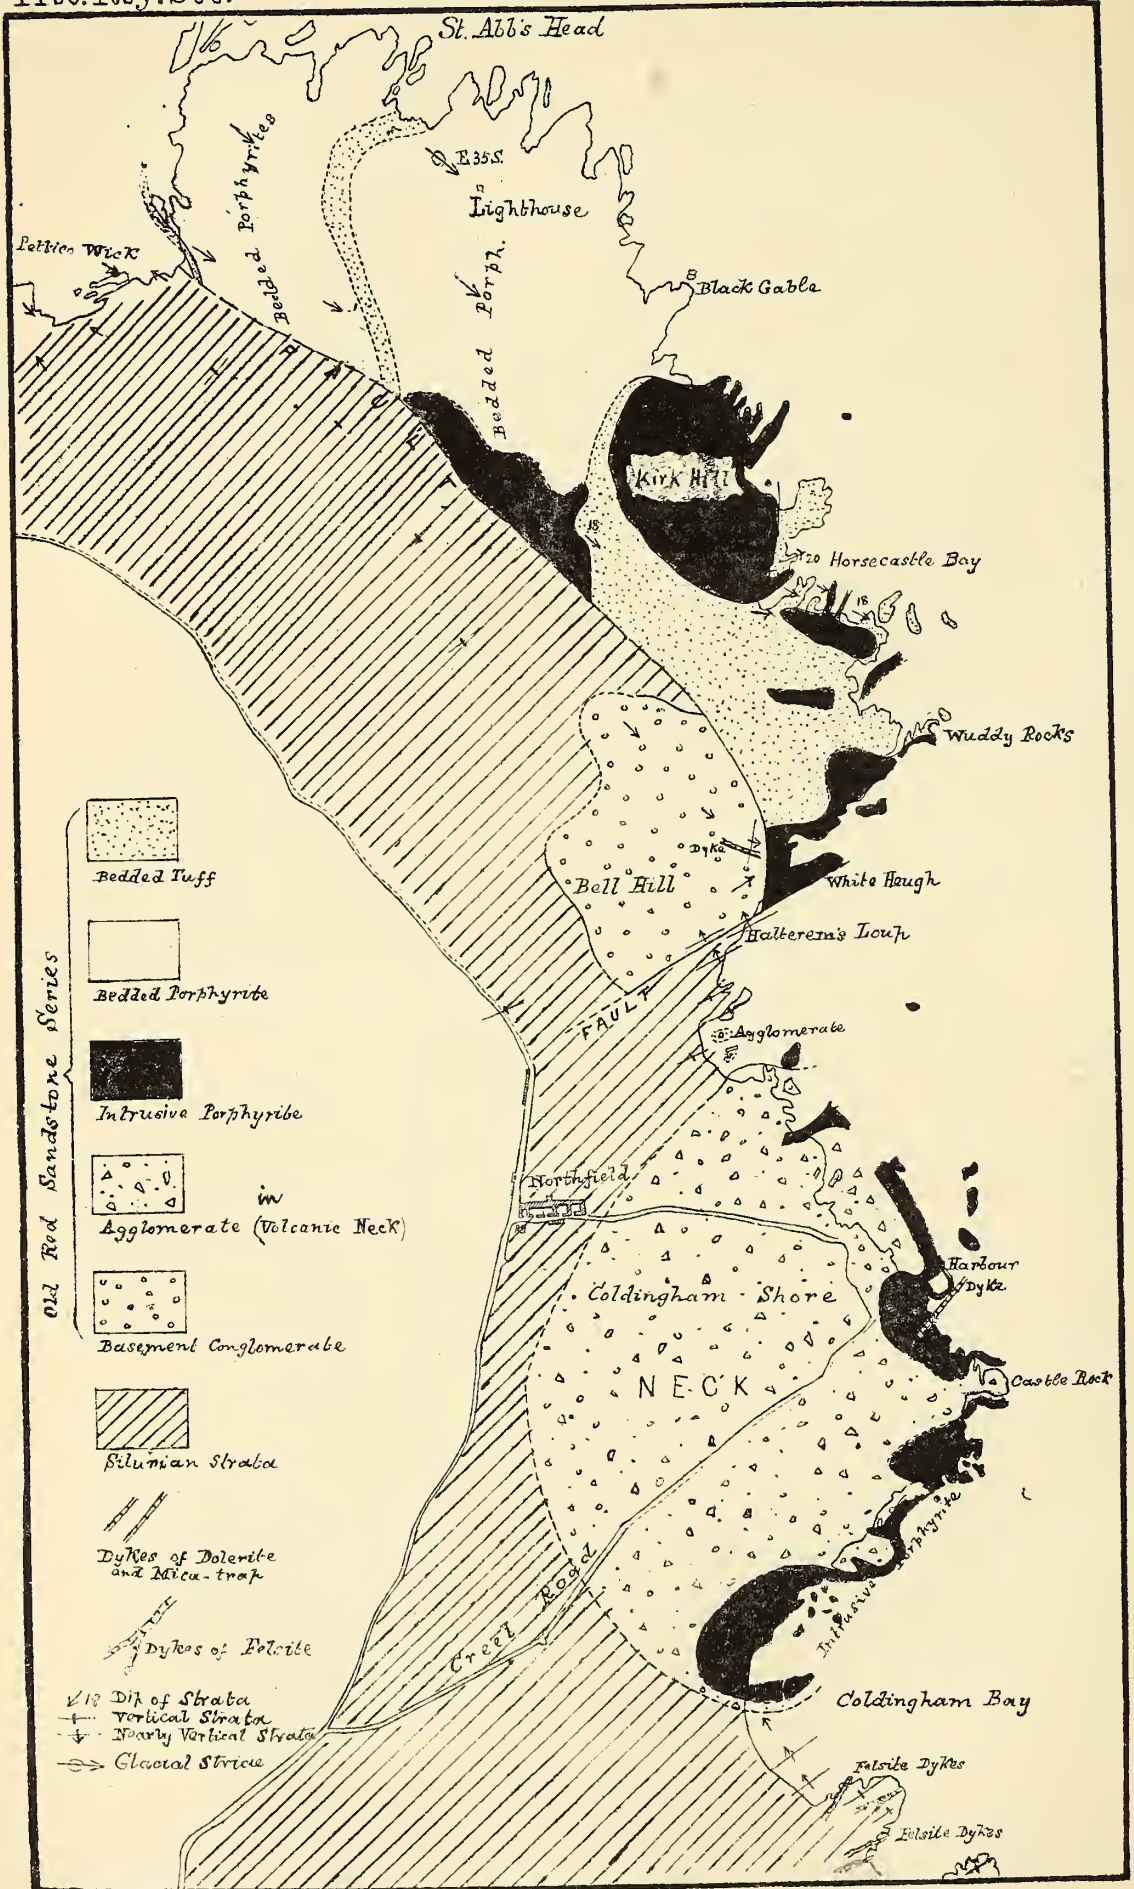 St. Abb's Head
Bedded Porphyrites
E 35 S.
Lighthouse
Pettico Wick
Bedded Porph.
Black Gable
FAULT
Kirk Hill
18
20 Horsecastle Bay
18
Wuddy Rocks
Dyke
Bell Hill
White Heugh
Halterem's Loup
FAULT
Agglomerate
Northfield
Harbour
Dyke
Coldingham Shore
NECK
Castle Rock
Creel Road
Intrusive Porphyrite
Coldingham Bay
Felsite Dykes
Felsite Dykes
Old Red Sandstone Series
Bedded Tuff
Bedded Porphyrite
Intrusive Porphyrite
in
Agglomerate (Volcanic Neck)
Basement Conglomerate
Silurian Strata
Dykes of Dolerite
and Mica-trap
Dykes of Felsite
18 Dip of Strata
Vertical Strata
Nearly Vertical Strata
Glacial Striae